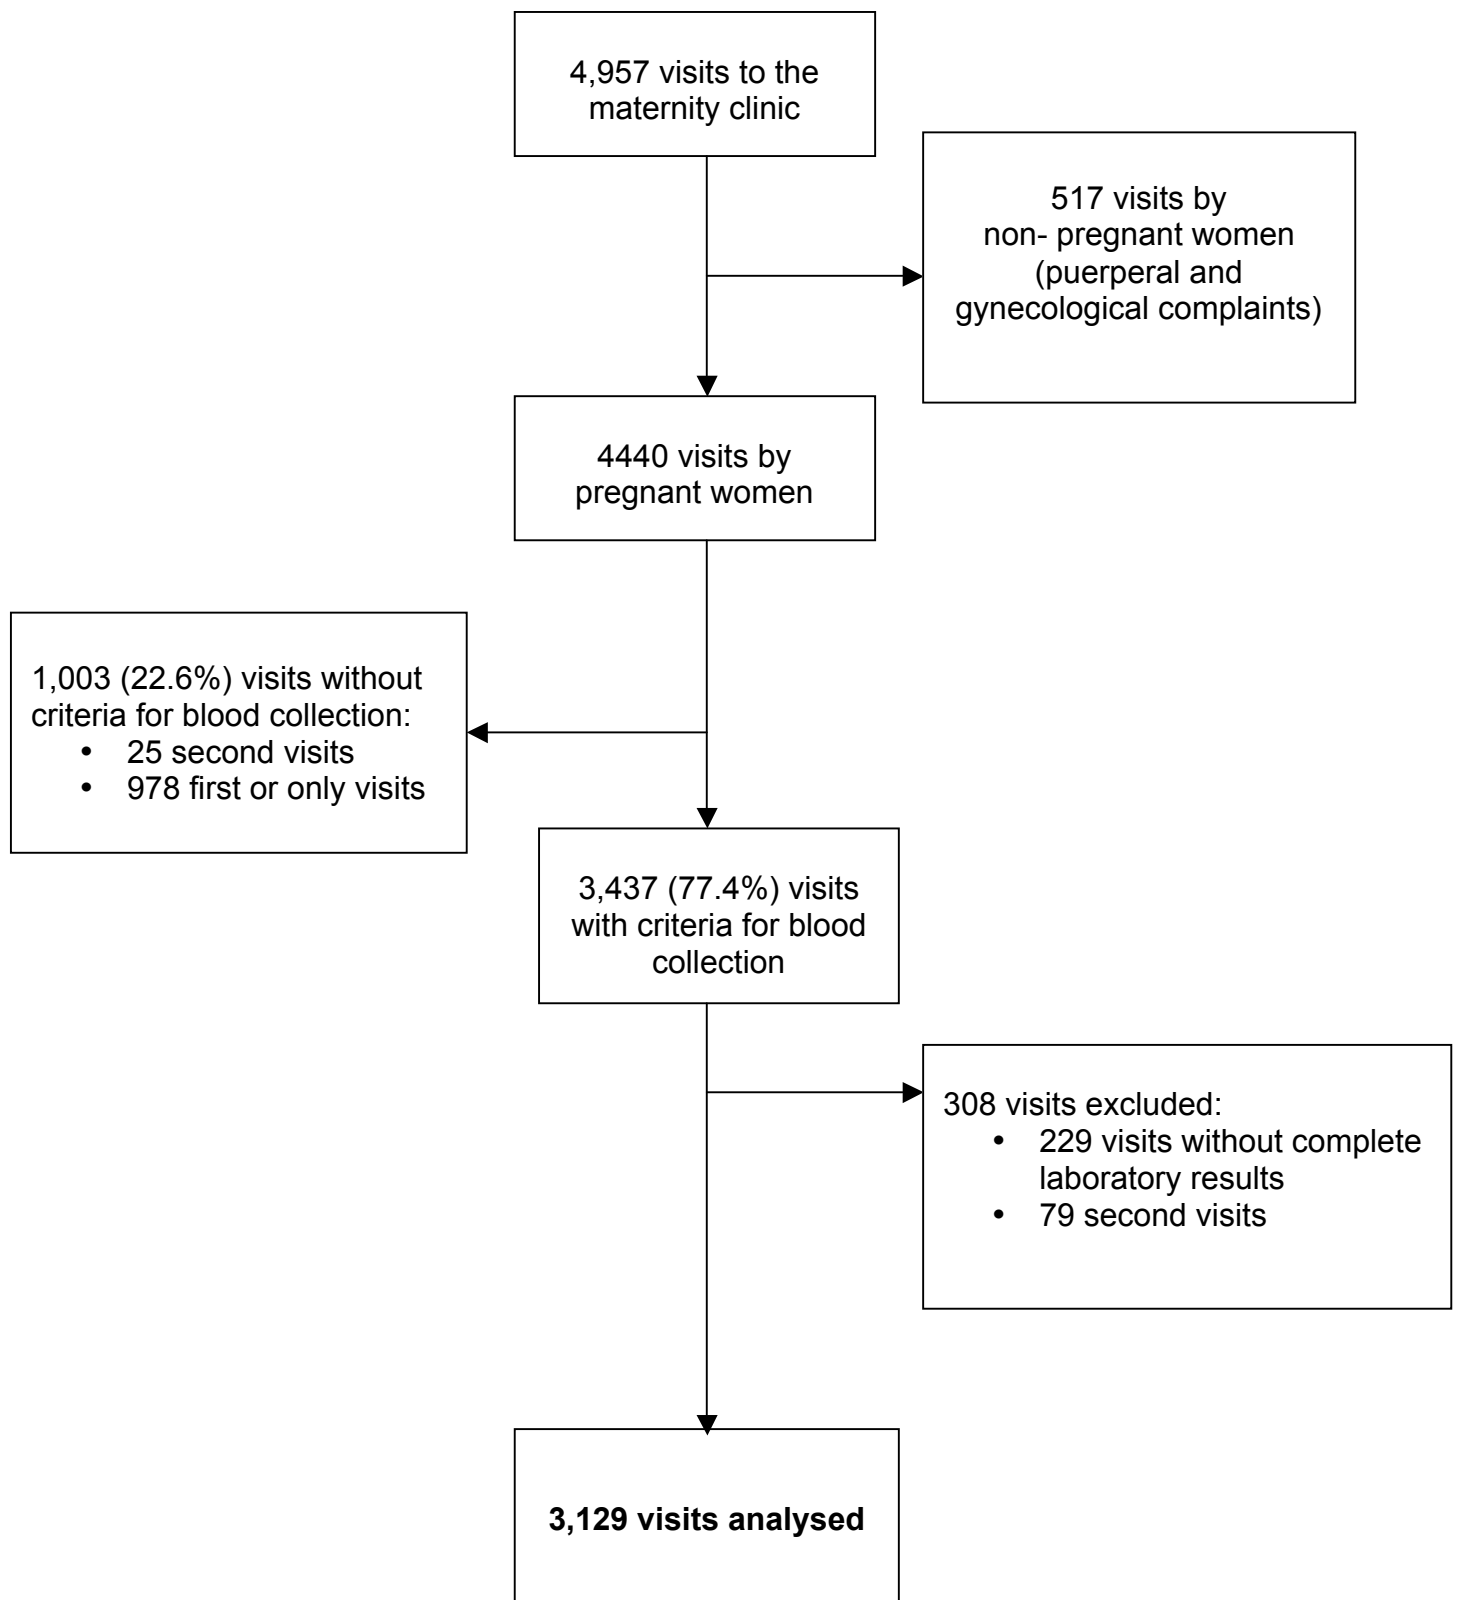 4,957 visits to the
maternity clinic
517 visits by
non- pregnant women
(puerperal and
gynecological complaints)
4440 visits by
pregnant women
1,003 (22.6%) visits without
criteria for blood collection:
• 25 second visits
• 978 first or only visits
3,437 (77.4%) visits
with criteria for blood
collection
308 visits excluded:
• 229 visits without complete
laboratory results
• 79 second visits
3,129 visits analysed